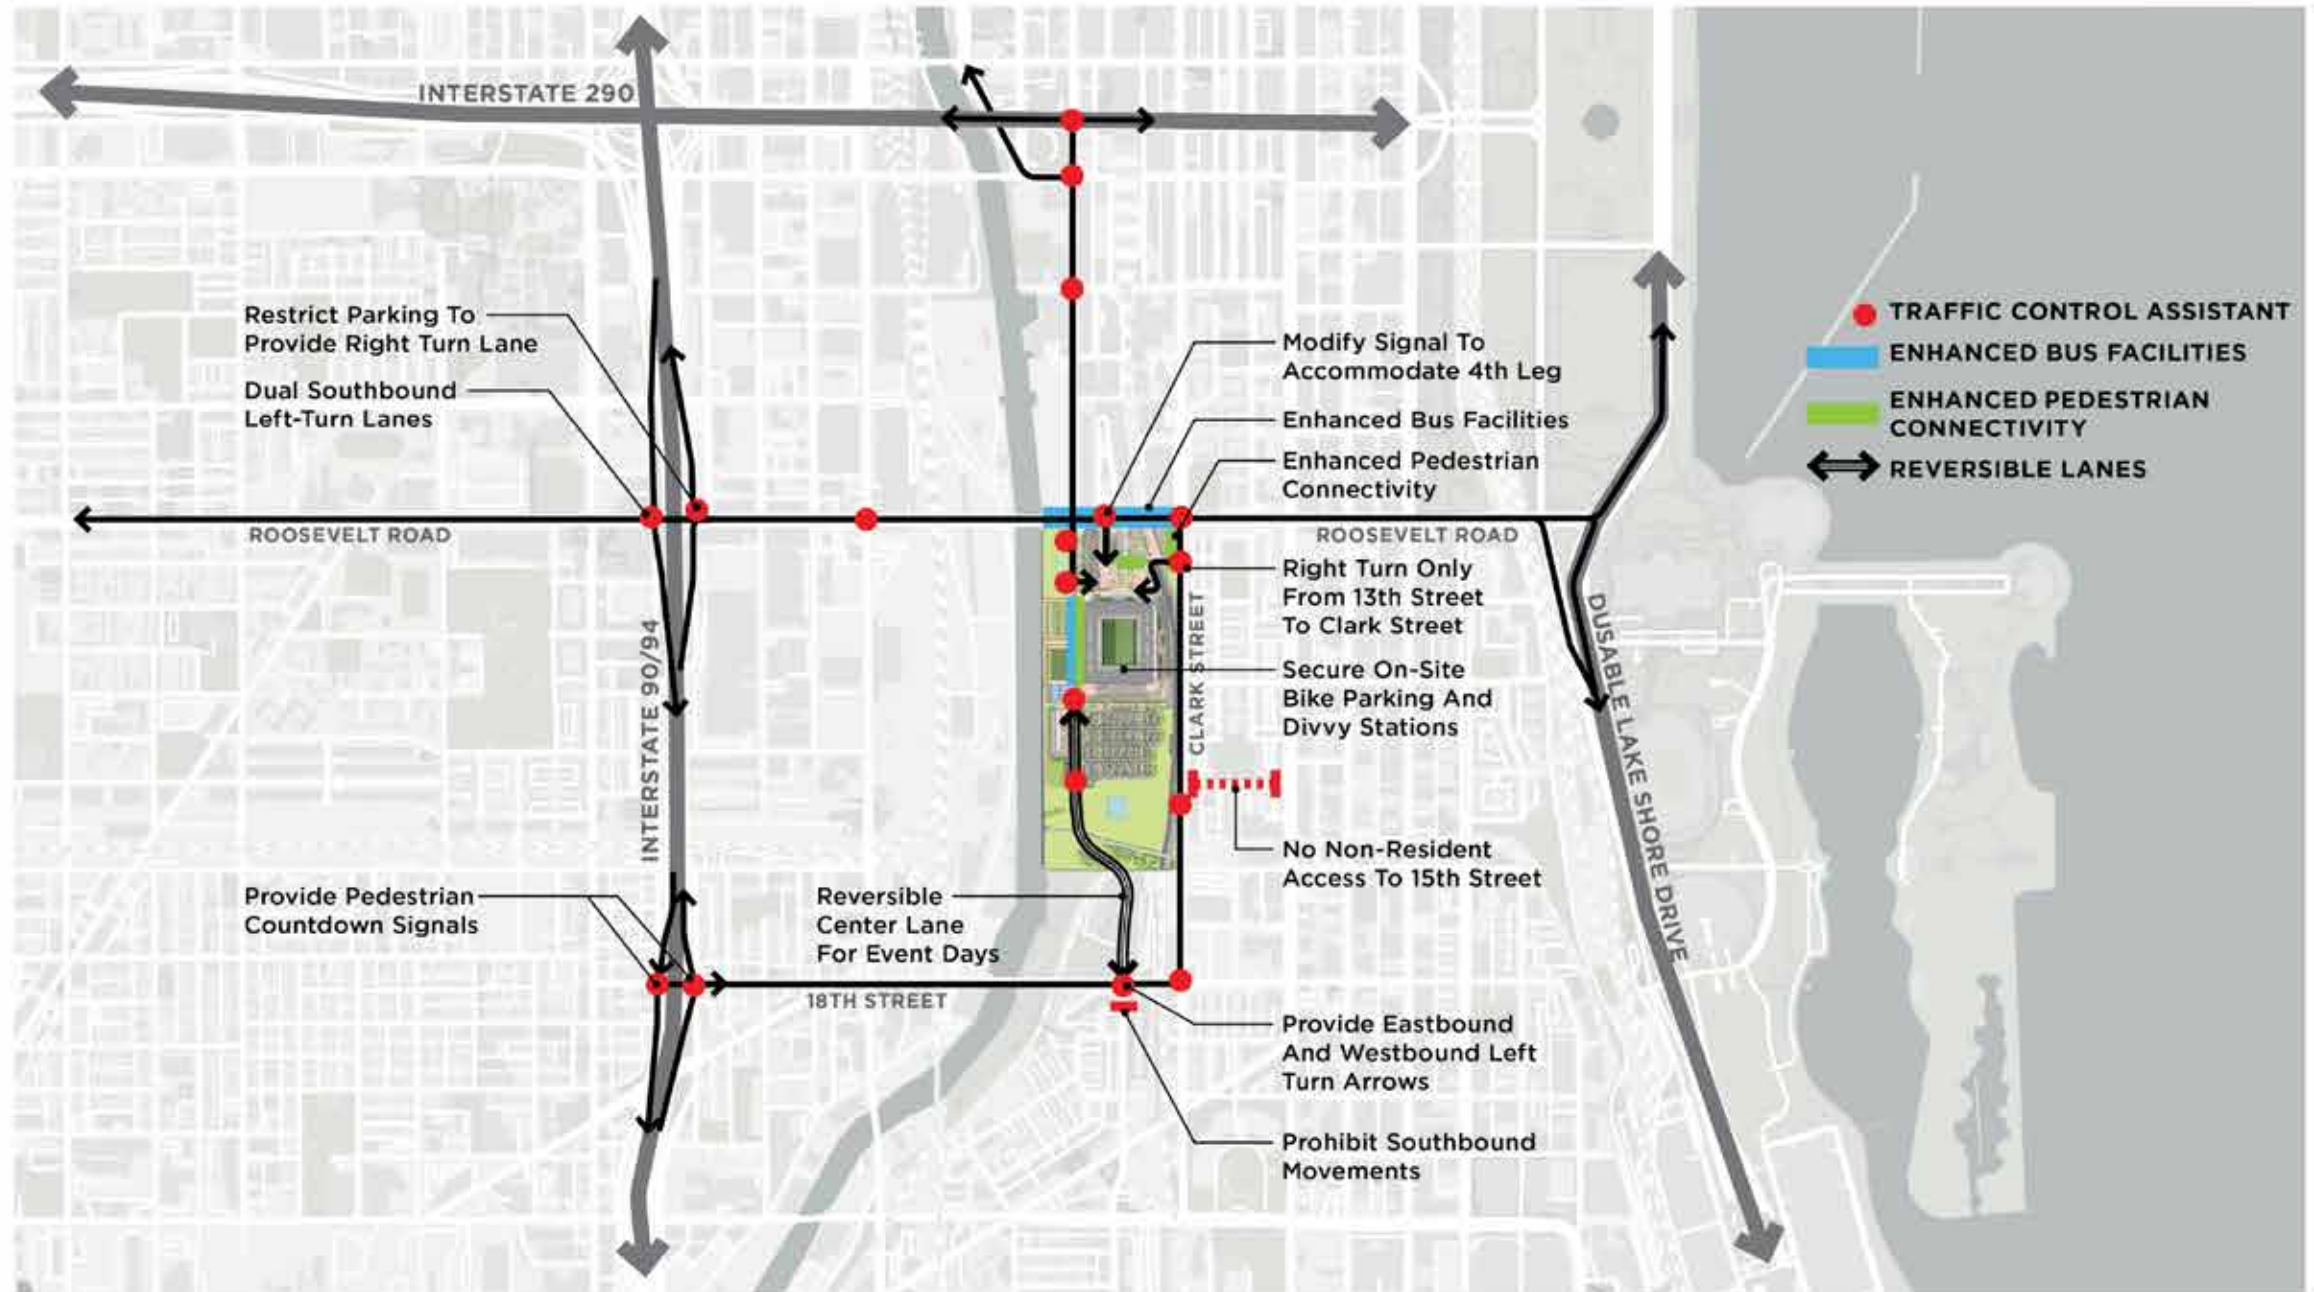 INTERSTATE 290
Restrict Parking To
Provide Right Turn Lane
Dual Southbound
Left-Turn Lanes
Modify Signal To
Accommodate 4th Leg
Enhanced Bus Facilities
Enhanced Pedestrian
Connectivity
TRAFFIC CONTROL ASSISTANT
ENHANCED BUS FACILITIES
ENHANCED PEDESTRIAN
CONNECTIVITY
REVERSIBLE LANES
ROOSEVELT ROAD
ROOSEVELT ROAD
Right Turn Only
From 13th Street
To Clark Street
INTERSTATE 90/94
CLARK STREET
DUSABLE LAKE SHORE DRIVE
Secure On-Site
Bike Parking And
Divvy Stations
No Non-Resident
Access To 15th Street
Provide Pedestrian
Countdown Signals
Reversible
Center Lane
For Event Days
18TH STREET
Provide Eastbound
And Westbound Left
Turn Arrows
Prohibit Southbound
Movements